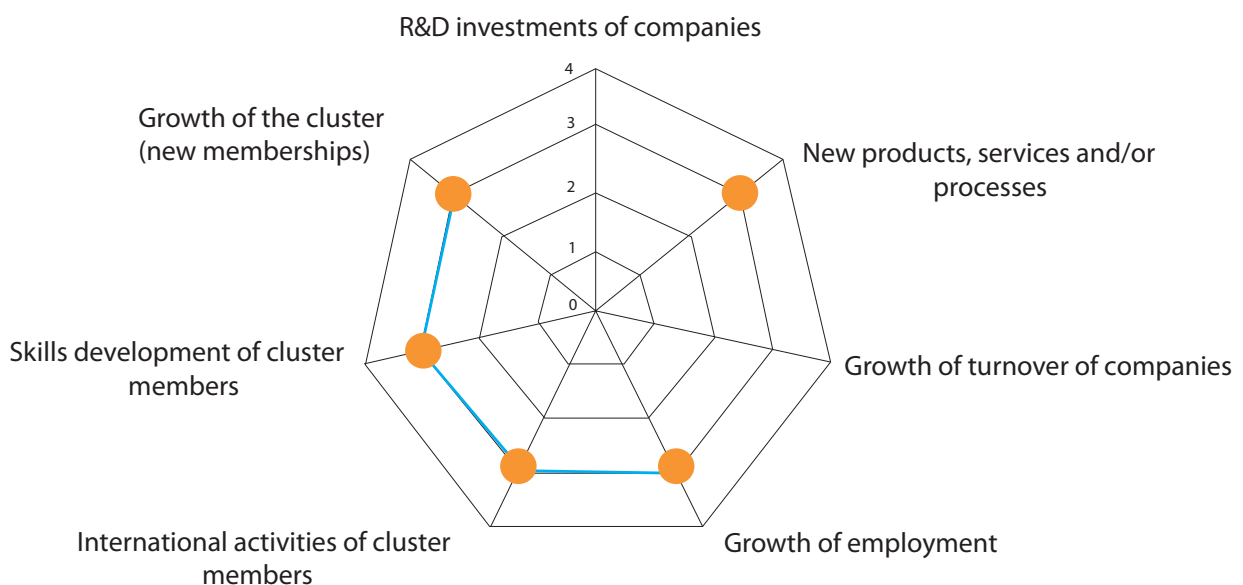 R&D investments of companies
4
3
2
1
0
Growth of the cluster
(new memberships)
New products, services and/or
processes
Skills development of cluster
members
Growth of turnover of companies
International activities of cluster
members
Growth of employment